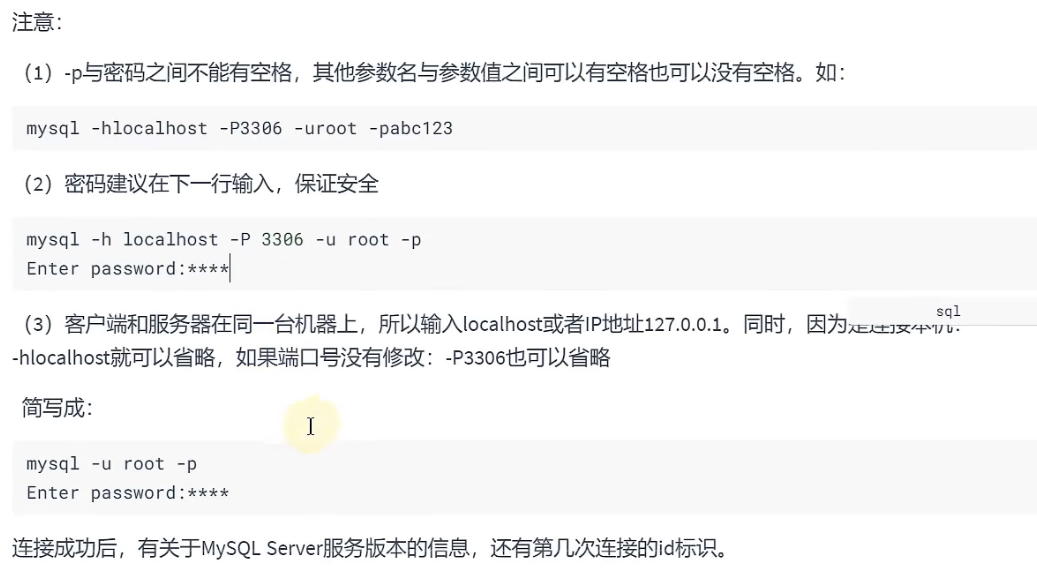 注意：
（1）-p与密码之间不能有空格，其他参数名与参数值之间可以有空格也可以没有空格。如：
mysql -hlocalhost -P3306 -uroot -pabc123
（2）密码建议在下一行输入，保证安全
mysql -h localhost -P 3306 -u root -p
Enter password:****
sql
（3）客户端和服务器在同一台机器上，所以输入localhost或者IP地址127.0.0.1。同时，因为是连接本机：
-hlocalhost就可以省略，如果端口号没有修改：-P3306也可以省略
简写成：
mysql -u root -p
Enter password:****
连接成功后，有关于MySQL Server服务版本的信息，还有第几次连接的id标识。